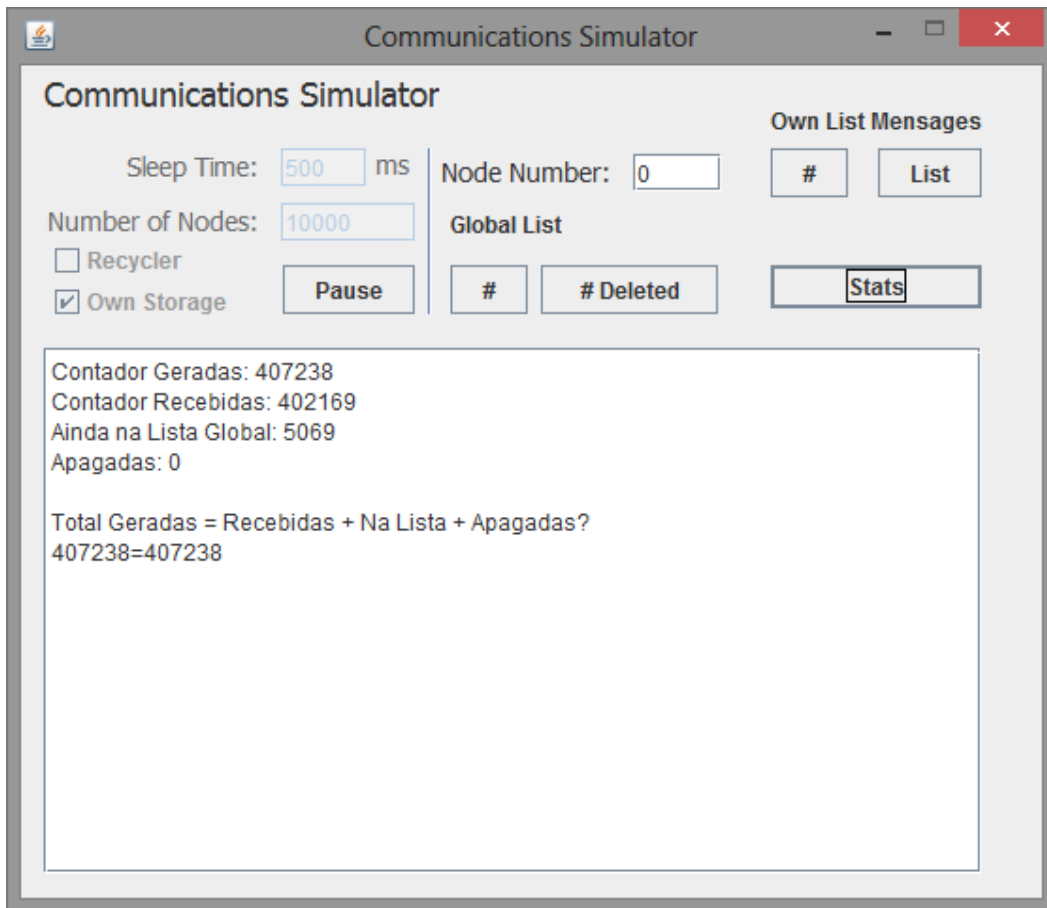 Communications Simulator
Communications Simulator
Own List Mensages
Sleep Time: 500 ms
Node Number: 0
# List
Number of Nodes: 10000
Global List
Recycler
Own Storage
Pause
# # Deleted
Stats
Contador Geradas: 407238
Contador Recebidas: 402169
Ainda na Lista Global: 5069
Apagadas: 0
Total Geradas = Recebidas + Na Lista + Apagadas?
407238=407238